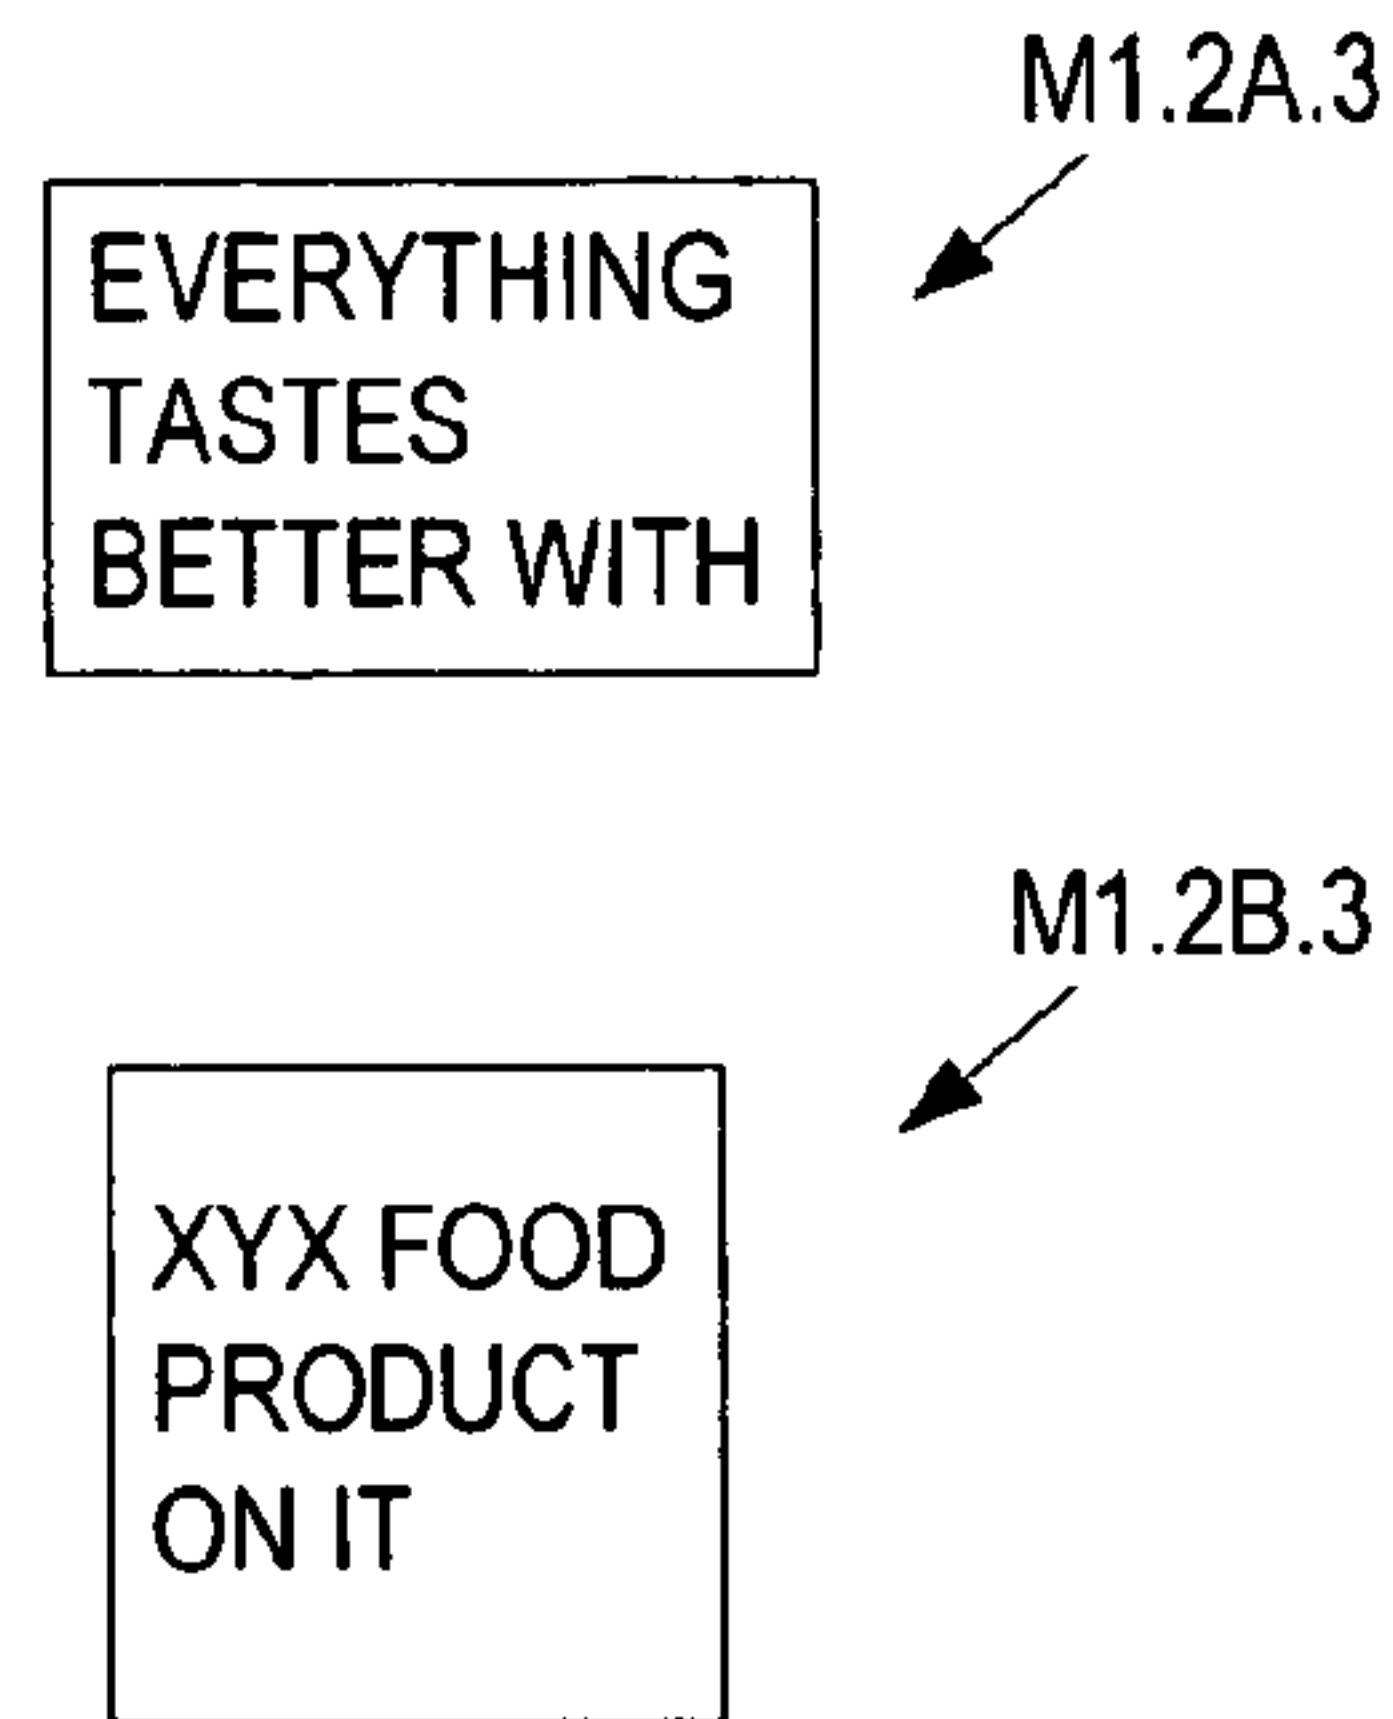 M1.2A.3
EVERYTHING
TASTES
BETTER WITH
M1.2B.3
XYX FOOD
PRODUCT
ON IT